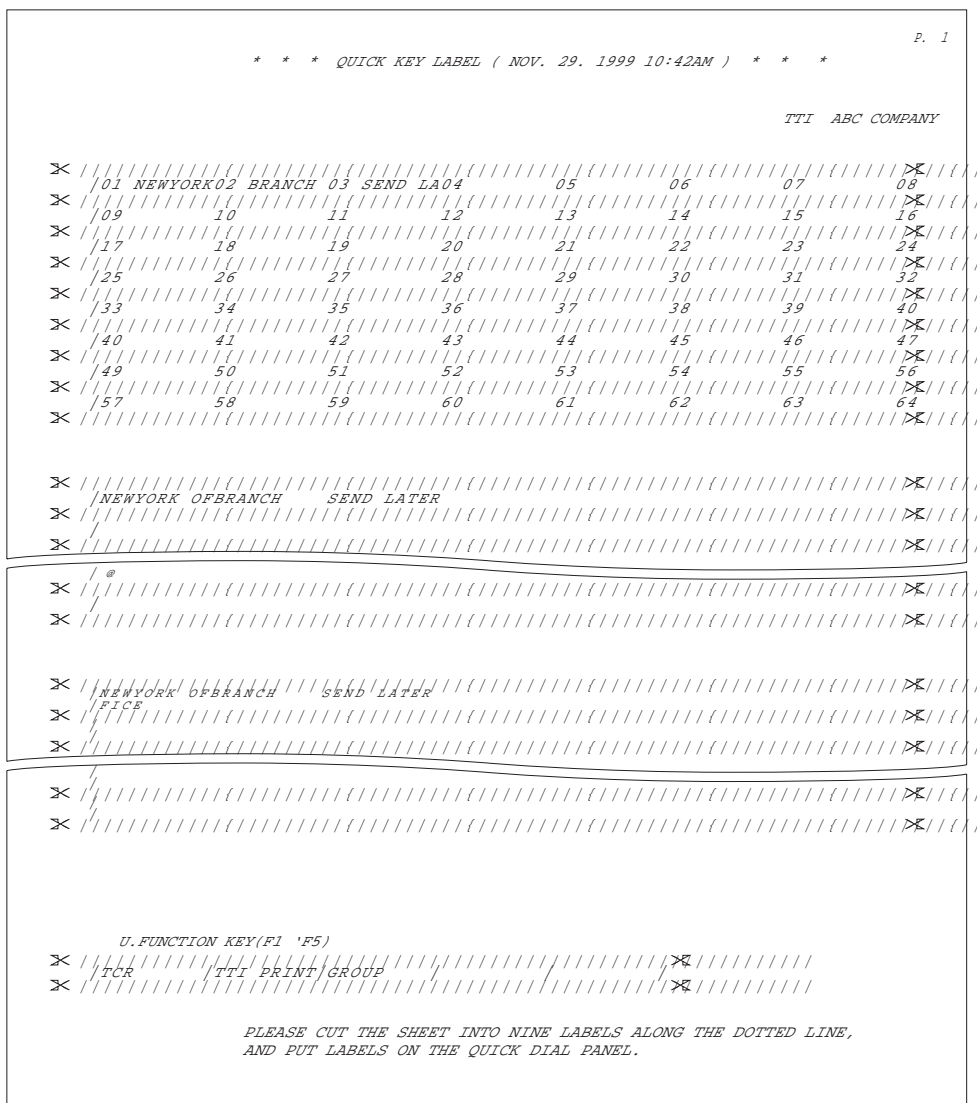 P. 1
* * * QUICK KEY LABEL ( NOV. 29. 1999 10:42AM ) * * *
TTI ABC COMPANY
/01 NEWYORK02 BRANCH 03 SEND LA04 05 06 07 08
/09 10 11 12 13 14 15 16
/17 18 19 20 21 22 23 24
/25 26 27 28 29 30 31 32
/33 34 35 36 37 38 39 40
/40 41 42 43 44 45 46 47
/49 50 51 52 53 54 55 56
/57 58 59 60 61 62 63 64
/NEWYORK OFBRANCH SEND LATER
/
/ @
/
/NEWYORK OFBRANCH SEND LATER
/FICE
/
/
/
/
/
/
U.FUNCTION KEY(F1 'F5)
/TCR /TTI PRINT/GROUP / / /
PLEASE CUT THE SHEET INTO NINE LABELS ALONG THE DOTTED LINE,
AND PUT LABELS ON THE QUICK DIAL PANEL.